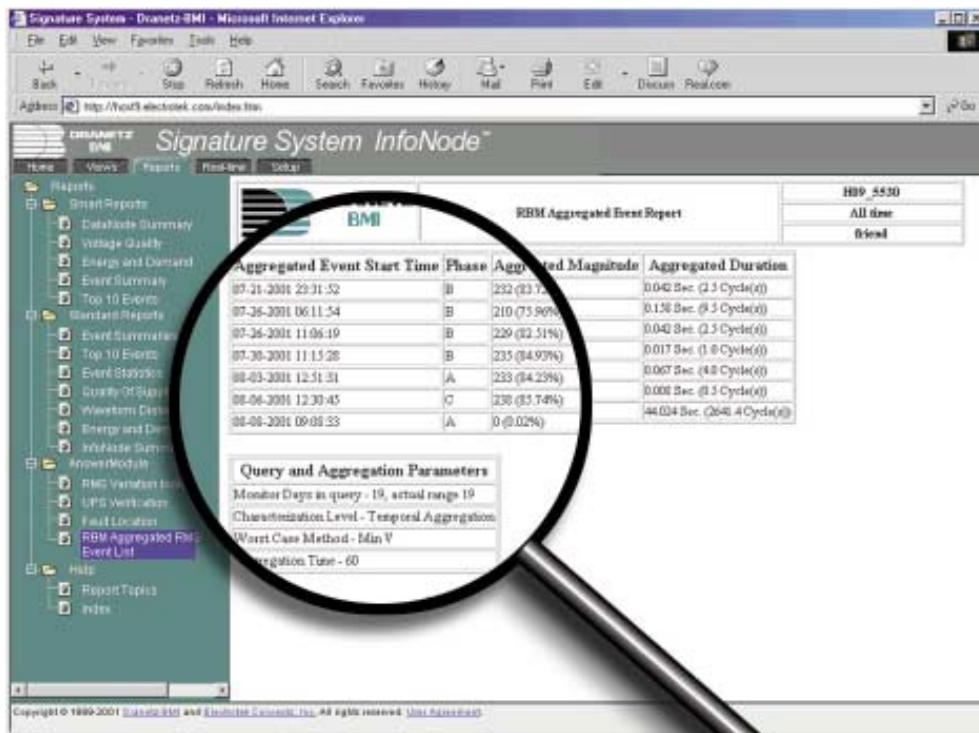 Signature System - Dranetz-BMI - Microsoft Internet Explorer
File Edit View Favorites Tools Help
Back Stop Refresh Home Search Favorites History Mail Print Edit Discuss Real.com
Address http://host9.electrotek.com/index.htm Go
DRANETZ BMI Signature System InfoNode
Home Views Reports Real-time Setup
Reports
Smart Reports
DataNode Summary
Voltage Quality
Energy and Demand
Event Summary
Top 10 Events
Standard Reports
Event Summaries
Top 10 Events
Event Statistics
Quality Of
Waveform
Energy and
InfoNode
AnswerModule
RMS Variation
UPS Verification
Fault Location
RBM Aggregated
Event List
Help
Report Topics
Index
BMI
RBM Aggregated Event Report
H09_5530
All time
friend
Aggregated Event Start Time Phase Aggregated Magnitude Aggregated Duration
07-21-2001 23:31:52 B 232 0.042 Sec. (2.5 Cycle(s))
07-26-2001 06:11:54 B 210 (75.96%) 0.158 Sec. (9.5 Cycle(s))
07-26-2001 11:06:19 B 229 (82.51%) 0.042 Sec. (2.5 Cycle(s))
07-30-2001 11:15:28 B 235 (84.93%) 0.017 Sec. (1.0 Cycle(s))
08-03-2001 12:51:51 A 233 (84.23%) 0.067 Sec. (4.0 Cycle(s))
08-06-2001 12:30:45 C 238 (85.74%) 0.008 Sec. (0.5 Cycle(s))
08-08-2001 09:08:33 A 0 (0.02%) 44.024 Sec. (2641.4 Cycle(s))
Query and Aggregation Parameters
Monitor Days in query - 19, actual range 19
Characterization Level - Temporal Aggregation
Worst Case Method - Min V
Time - 60
Copyright © 1999-2001 Dranetz-BMI and Electrotek Concepts, Inc. All rights reserved. User Agreement.